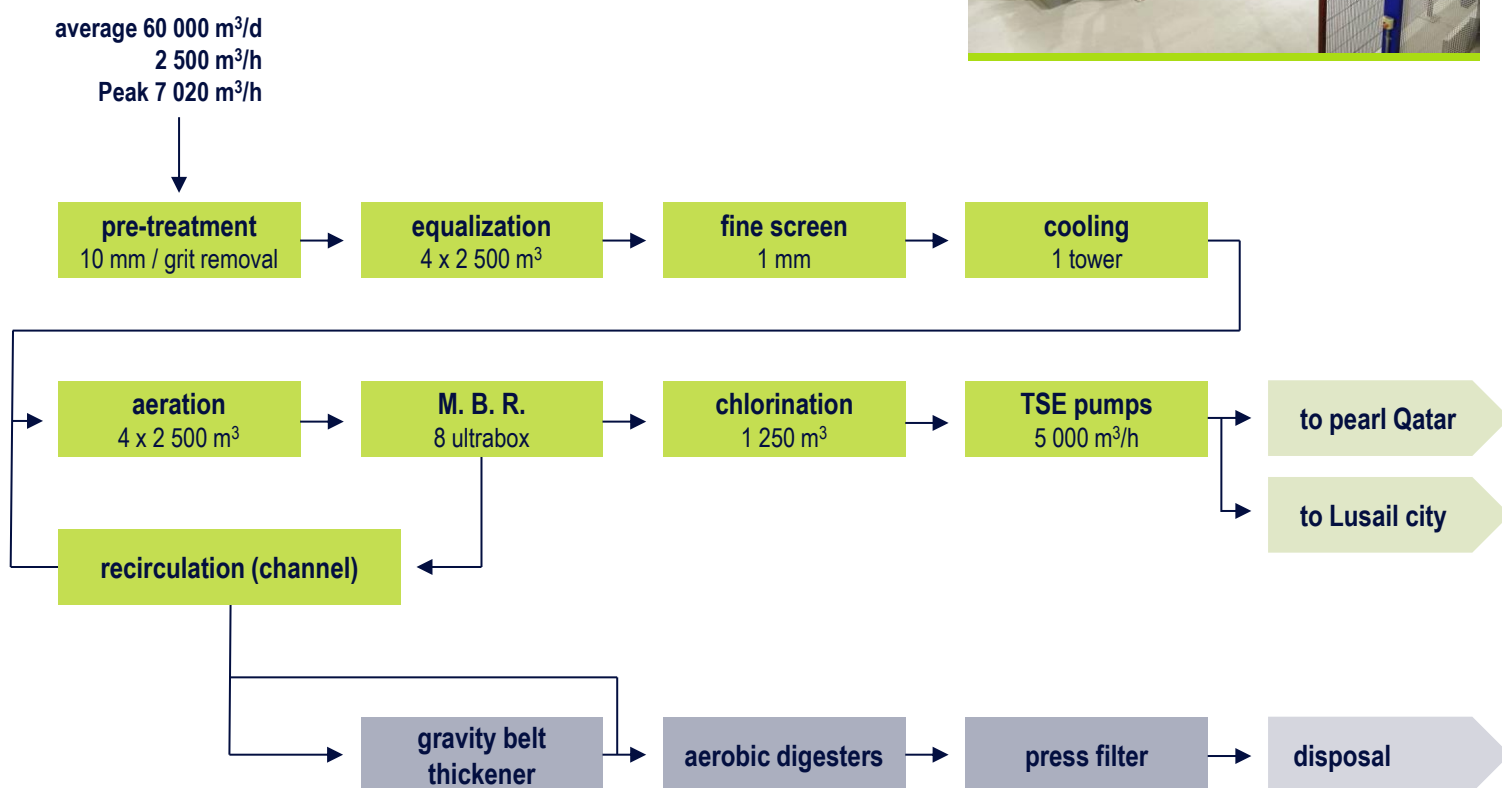 average 60 000 m³/d
2 500 m³/h
Peak 7 020 m³/h
pre-treatment
10 mm / grit removal
equalization
4 x 2 500 m³
fine screen
1 mm
cooling
1 tower
aeration
4 x 2 500 m³
M. B. R.
8 ultrabox
chlorination
1 250 m³
TSE pumps
5 000 m³/h
to pearl Qatar
to Lusail city
recirculation (channel)
gravity belt
thickener
aerobic digesters
press filter
disposal